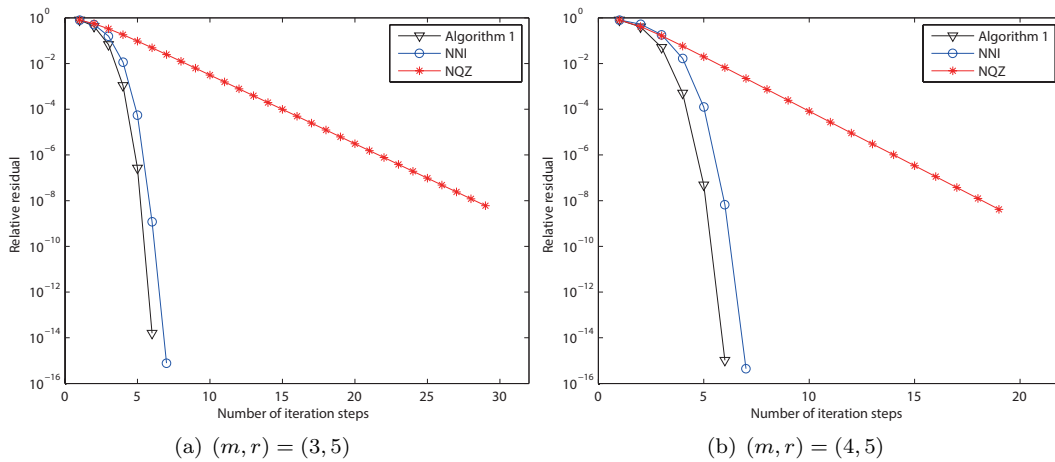 10^0
10^-2
10^-4
10^-6
10^-8
10^-10
10^-12
10^-14
10^-16
Relative residual
0 5 10 15 20 25 30
Number of iteration steps
Algorithm 1
NNI
NQZ
(a) (m, r) = (3, 5)
10^0
10^-2
10^-4
10^-6
10^-8
10^-10
10^-12
10^-14
10^-16
Relative residual
0 5 10 15 20
Number of iteration steps
Algorithm 1
NNI
NQZ
(b) (m, r) = (4, 5)